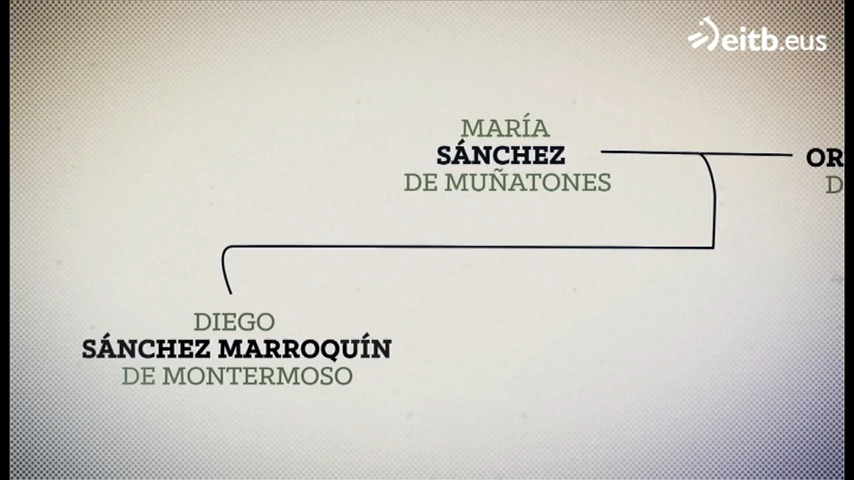 eitb.eus
MARÍA
SÁNCHEZ
DE MUÑATONES
OR
D
DIEGO
SÁNCHEZ MARROQUÍN
DE MONTERMOSO